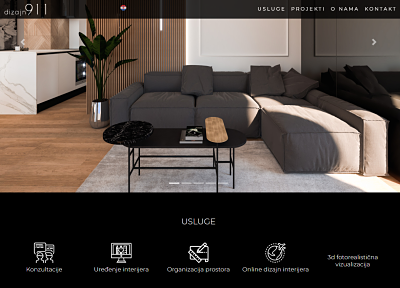 dizajn911
USLUGE PROJEKTI O NAMA KONTAKT
USLUGE
Konzultacije
Uređenje interijera
Organizacija prostora
Online dizajn interijera
3d fotorealistična
vizualizacija